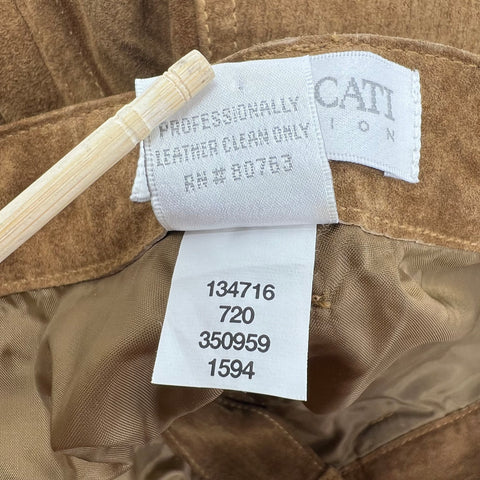 CATI
ION
PROFESSIONALLY
LEATHER CLEAN ONLY
RN # 80763
134716
720
350959
1594